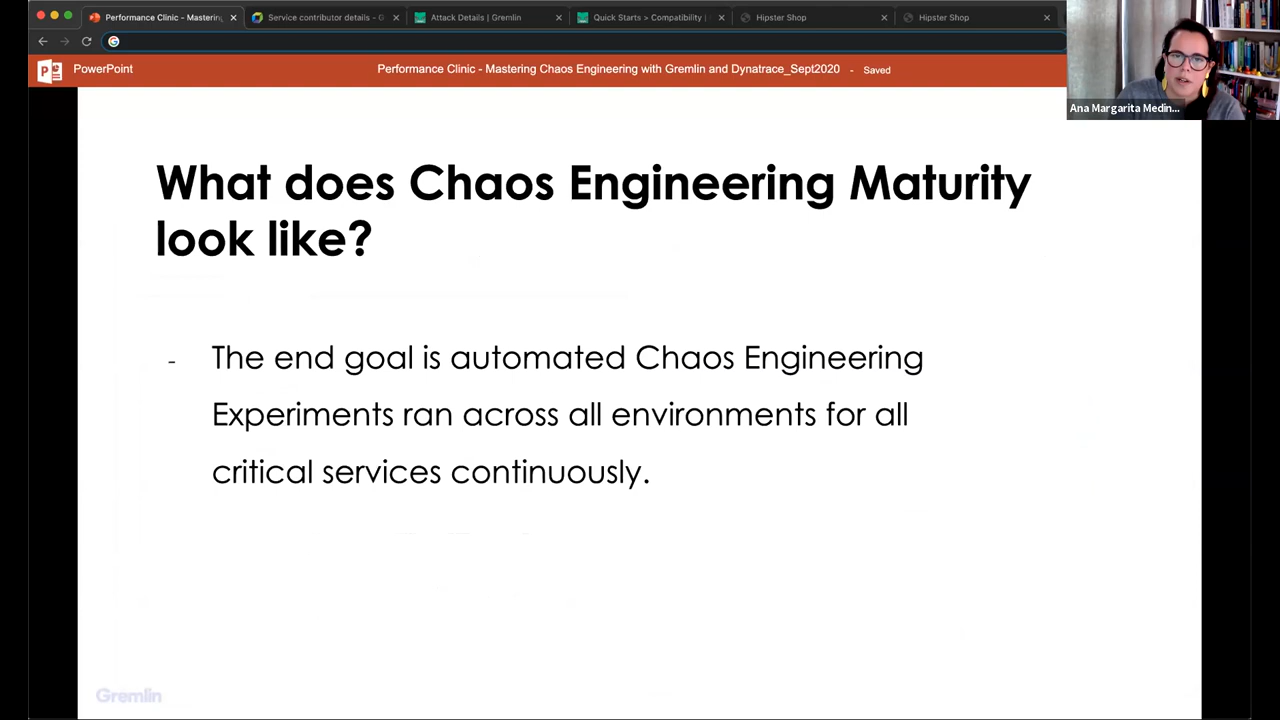 Performance Clinic - Mastering
Service contributor details - G
Attack Details | Gremlin
Quick Starts > Compatibility |
Hipster Shop
Hipster Shop
PowerPoint
Performance Clinic - Mastering Chaos Engineering with Gremlin and Dynatrace_Sept2020 - Saved
Ana Margarita Medin...
What does Chaos Engineering Maturity
look like?
- The end goal is automated Chaos Engineering
Experiments ran across all environments for all
critical services continuously.
Gremlin